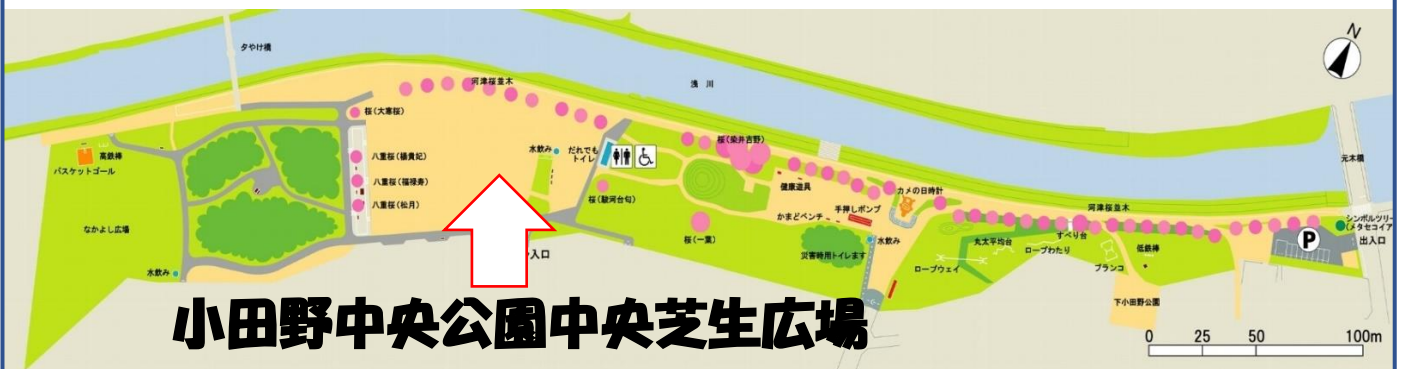 夕やけ橋
河津桜並木
浅川
N
桜(大寒桜)
高鉄棒
バスケットゴール
八重桜(楊貴妃)
八重桜(福禄寿)
八重桜(松月)
水飲み
だれでも
トイレ
桜(染井吉野)
元木橋
健康遊具
カメの日時計
桜(駿河台匂)
手押しポンプ
かまどベンチ
河津桜並木
シンボルツリー
(メタセコイア
出入口
なかよし広場
桜(一葉)
水飲み
P
丸太平均台
すべり台
ロープわたり
低鉄棒
入口
災害時用トイレます
ロープウェイ
ブランコ
水飲み
下小田野公園
小田野中央公園中央芝生広場
0 25 50 100m